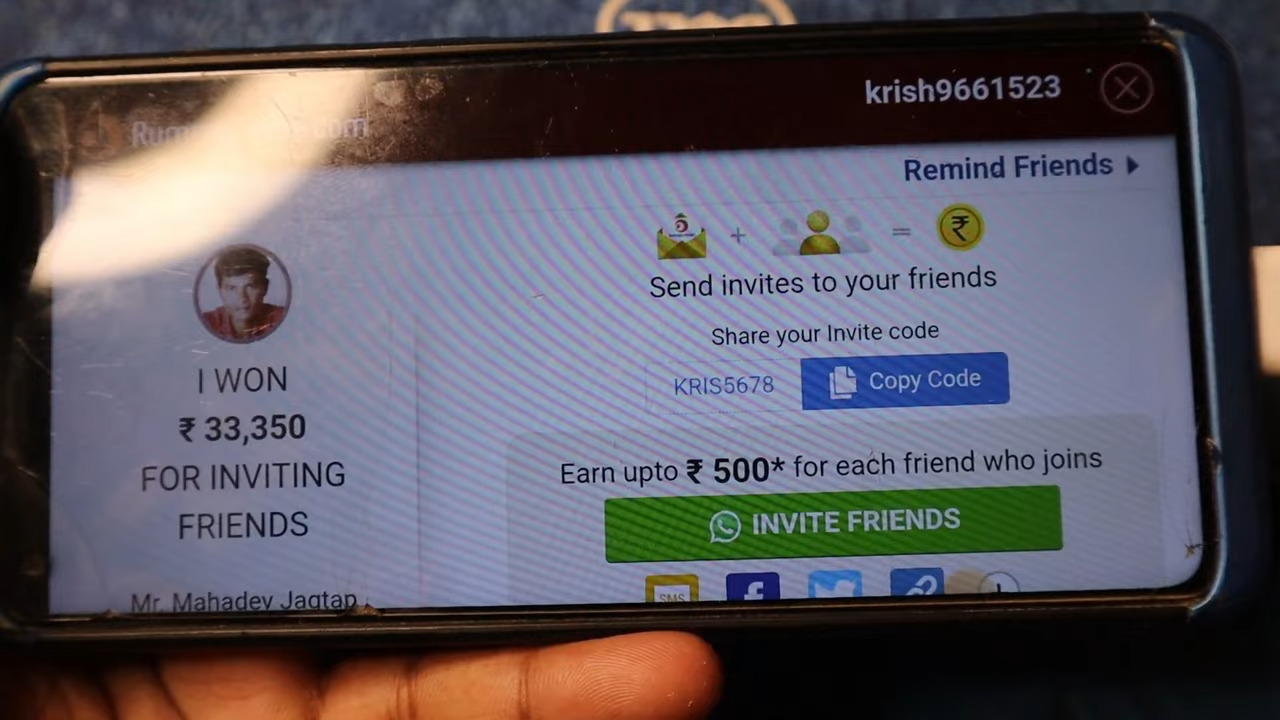 krish9661523
Remind Friends
Send invites to your friends
Share your Invite code
KRIS5678
Copy Code
Earn upto ₹ 500* for each friend who joins
INVITE FRIENDS
SMS
I WON
₹ 33,350
FOR INVITING
FRIENDS
Mr. Mahadev Jagtap